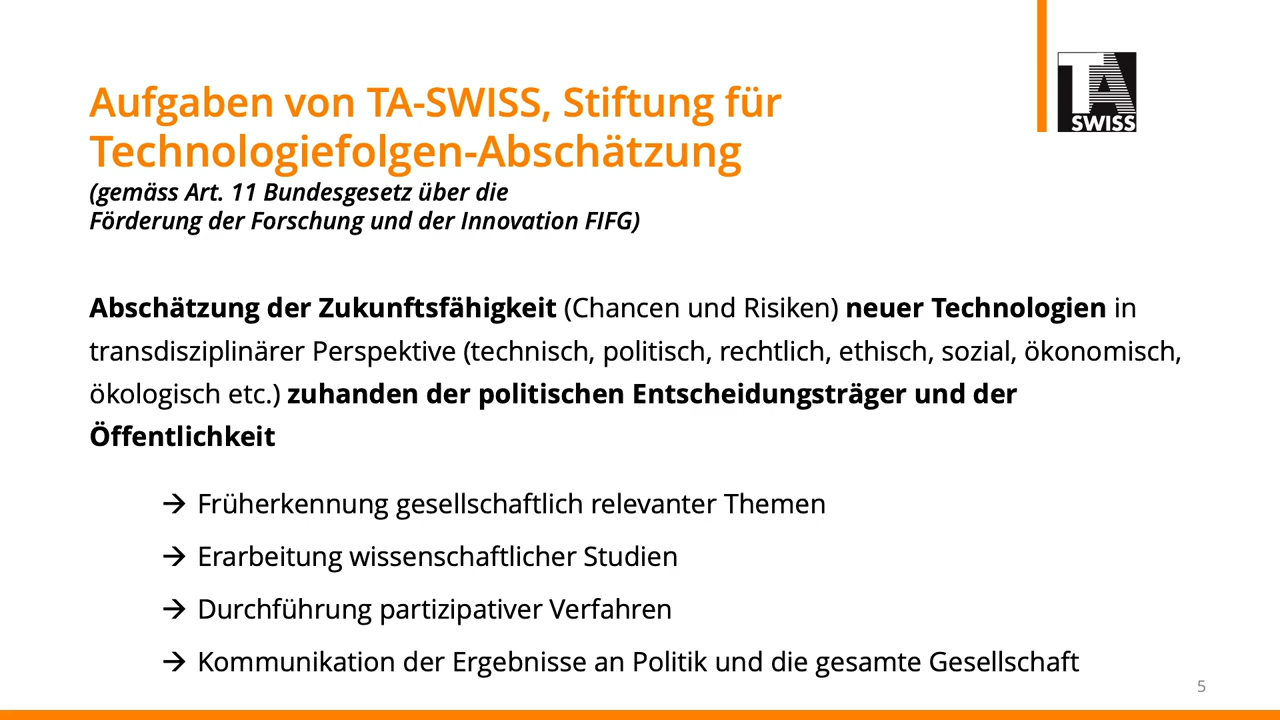 TA
SWISS
Aufgaben von TA-SWISS, Stiftung für
Technologiefolgen-Abschätzung
(gemäss Art. 11 Bundesgesetz über die
Förderung der Forschung und der Innovation FIFG)
Abschätzung der Zukunftsfähigkeit (Chancen und Risiken) neuer Technologien in
transdisziplinärer Perspektive (technisch, politisch, rechtlich, ethisch, sozial, ökonomisch,
ökologisch etc.) zuhanden der politischen Entscheidungsträger und der
Öffentlichkeit
→ Früherkennung gesellschaftlich relevanter Themen
→ Erarbeitung wissenschaftlicher Studien
→ Durchführung partizipativer Verfahren
→ Kommunikation der Ergebnisse an Politik und die gesamte Gesellschaft
5